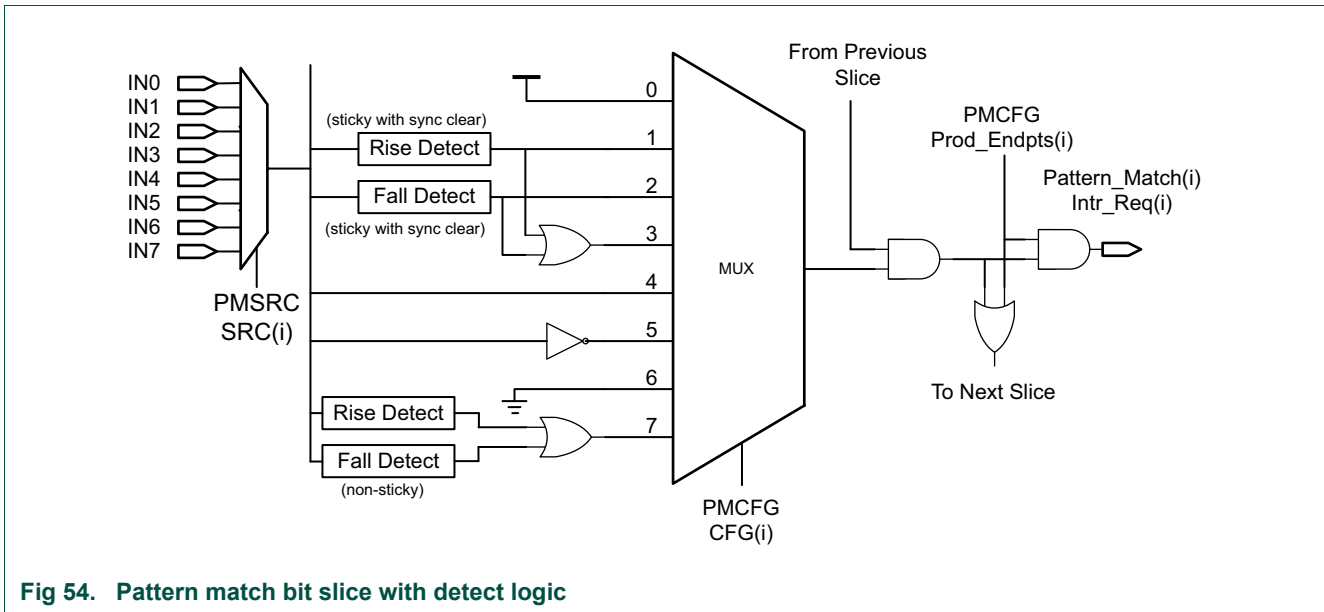 IN0
IN1
IN2
IN3
IN4
IN5
IN6
IN7
PMSRC
SRC(i)
(sticky with sync clear)
Rise Detect
Fall Detect
(sticky with sync clear)
Rise Detect
Fall Detect
(non-sticky)
0
1
2
3
4
5
6
7
MUX
PMCFG
CFG(i)
From Previous
Slice
PMCFG
Prod_Endpts(i)
Pattern_Match(i)
Intr_Req(i)
To Next Slice
Fig 54. Pattern match bit slice with detect logic